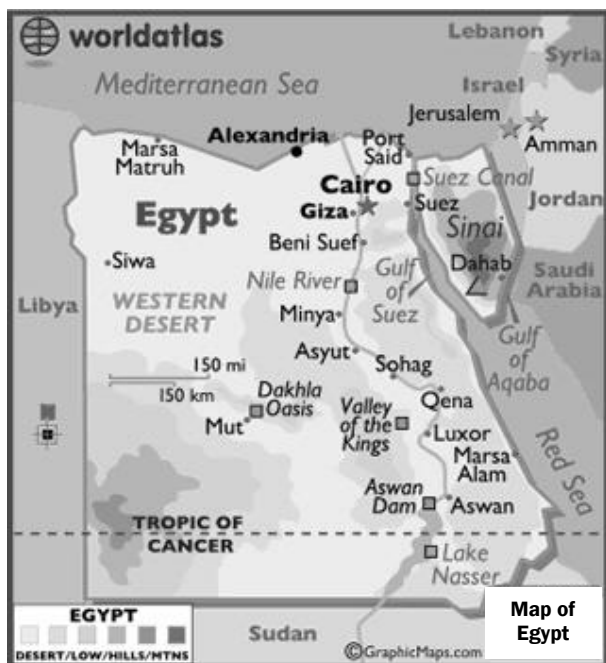 worldatlas
Lebanon
Syria
Mediterranean Sea
Israel
Jerusalem
Amman
Marsa
Matruh
Alexandria
Port
Said
Suez Canal
Cairo
Jordan
Egypt
Giza
Suez
Sinai
Beni Suef
Siwa
Dahab
Saudi
Arabia
Nile River
Gulf
of
Suez
Libya
WESTERN
DESERT
Minya
Gulf
of
Aqaba
Asyut
150 mi
150 km
Sohag
Dakhla
Oasis
Qena
Mut
Valley
of the
Kings
Luxor
Red Sea
Marsa
Alam
Aswan
Dam
Aswan
TROPIC OF
CANCER
Lake
Nasser
EGYPT
DESERT/LOW/HILLS/MTNS
Sudan
©GraphicMaps.com
Map of
Egypt